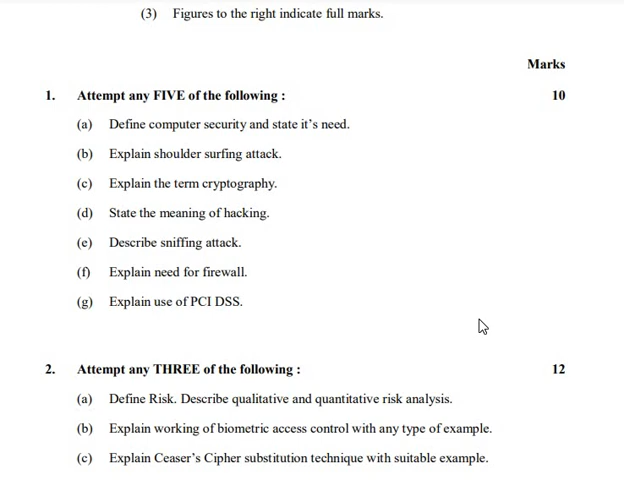 (3) Figures to the right indicate full marks.
Marks
1. Attempt any FIVE of the following : 10
(a) Define computer security and state it's need.
(b) Explain shoulder surfing attack.
(c) Explain the term cryptography.
(d) State the meaning of hacking.
(e) Describe sniffing attack.
(f) Explain need for firewall.
(g) Explain use of PCI DSS.
2. Attempt any THREE of the following : 12
(a) Define Risk. Describe qualitative and quantitative risk analysis.
(b) Explain working of biometric access control with any type of example.
(c) Explain Ceaser's Cipher substitution technique with suitable example.